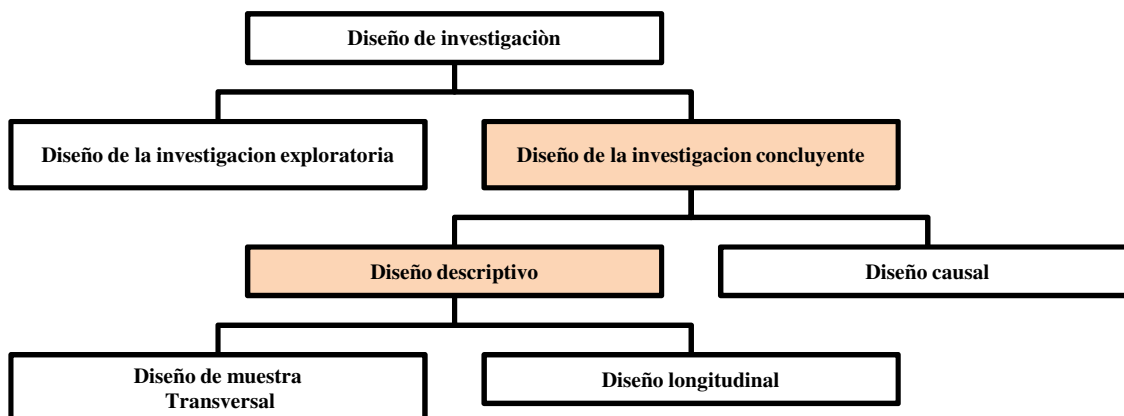 Diseño de investigaciòn
Diseño de la investigacion exploratoria
Diseño de la investigacion concluyente
Diseño descriptivo
Diseño causal
Diseño de muestra
Transversal
Diseño longitudinal